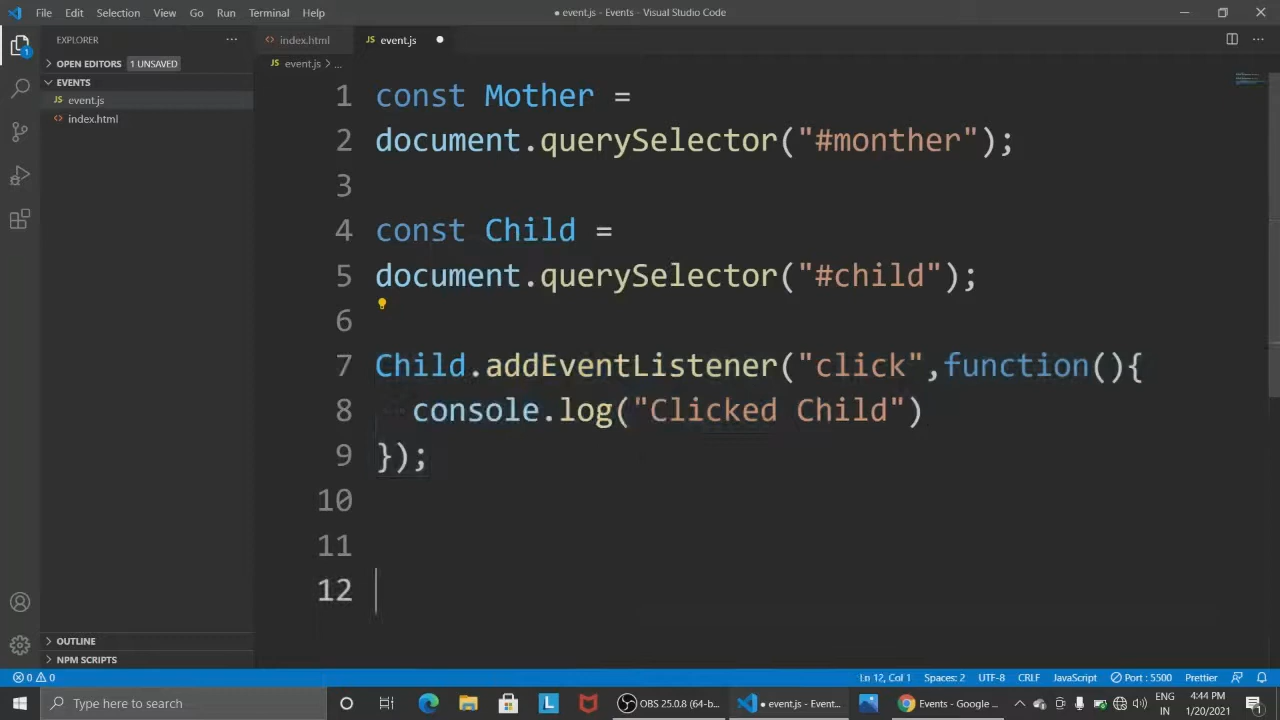 File Edit Selection View Go Run Terminal Help
● event.js - Events - Visual Studio Code
EXPLORER
index.html
JS event.js
OPEN EDITORS 1 UNSAVED
JS event.js > ...
EVENTS
JS event.js
<> index.html
1 const Mother =
2 document.querySelector("#monther");
3
4 const Child =
5 document.querySelector("#child");
6
7 Child.addEventListener("click",function(){
8 console.log("Clicked Child")
9 });
10
11
12
OUTLINE
NPM SCRIPTS
0 0
Ln 12, Col 1 Spaces: 2 UTF-8 CRLF JavaScript Port : 5500 Prettier
Type here to search
L
OBS 25.0.8 (64-b...
● event.js - Event...
Events - Google ...
ENG
IN
4:44 PM
1/20/2021
1